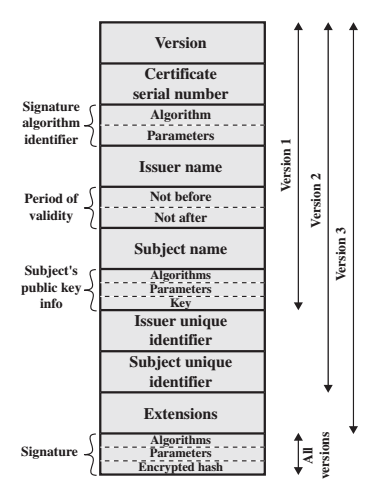 Version
Certificate
serial number
Signature
algorithm
identifier
Algorithm
Parameters
Issuer name
Period of
validity
Not before
Not after
Subject name
Subject's
public key
info
Algorithms
Parameters
Key
Issuer unique
identifier
Subject unique
identifier
Extensions
Signature
Algorithms
Parameters
Encrypted hash
Version 1
Version 2
Version 3
All
versions